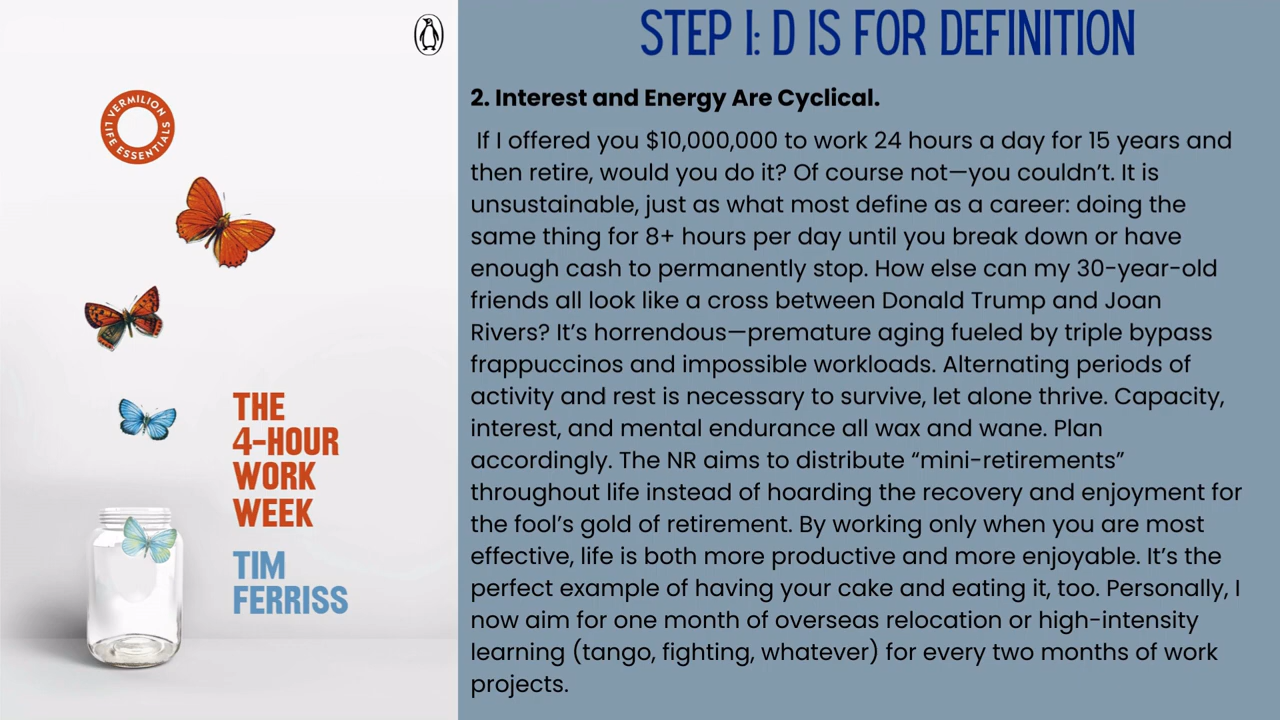 VERMILION
LIFE ESSENTIALS
THE
4-HOUR
WORK
WEEK
TIM
FERRISS
STEP 1: D IS FOR DEFINITION
2. Interest and Energy Are Cyclical.
If I offered you $10,000,000 to work 24 hours a day for 15 years and
then retire, would you do it? Of course not—you couldn’t. It is
unsustainable, just as what most define as a career: doing the
same thing for 8+ hours per day until you break down or have
enough cash to permanently stop. How else can my 30-year-old
friends all look like a cross between Donald Trump and Joan
Rivers? It’s horrendous—premature aging fueled by triple bypass
frappuccinos and impossible workloads. Alternating periods of
activity and rest is necessary to survive, let alone thrive. Capacity,
interest, and mental endurance all wax and wane. Plan
accordingly. The NR aims to distribute “mini-retirements”
throughout life instead of hoarding the recovery and enjoyment for
the fool’s gold of retirement. By working only when you are most
effective, life is both more productive and more enjoyable. It’s the
perfect example of having your cake and eating it, too. Personally, I
now aim for one month of overseas relocation or high-intensity
learning (tango, fighting, whatever) for every two months of work
projects.